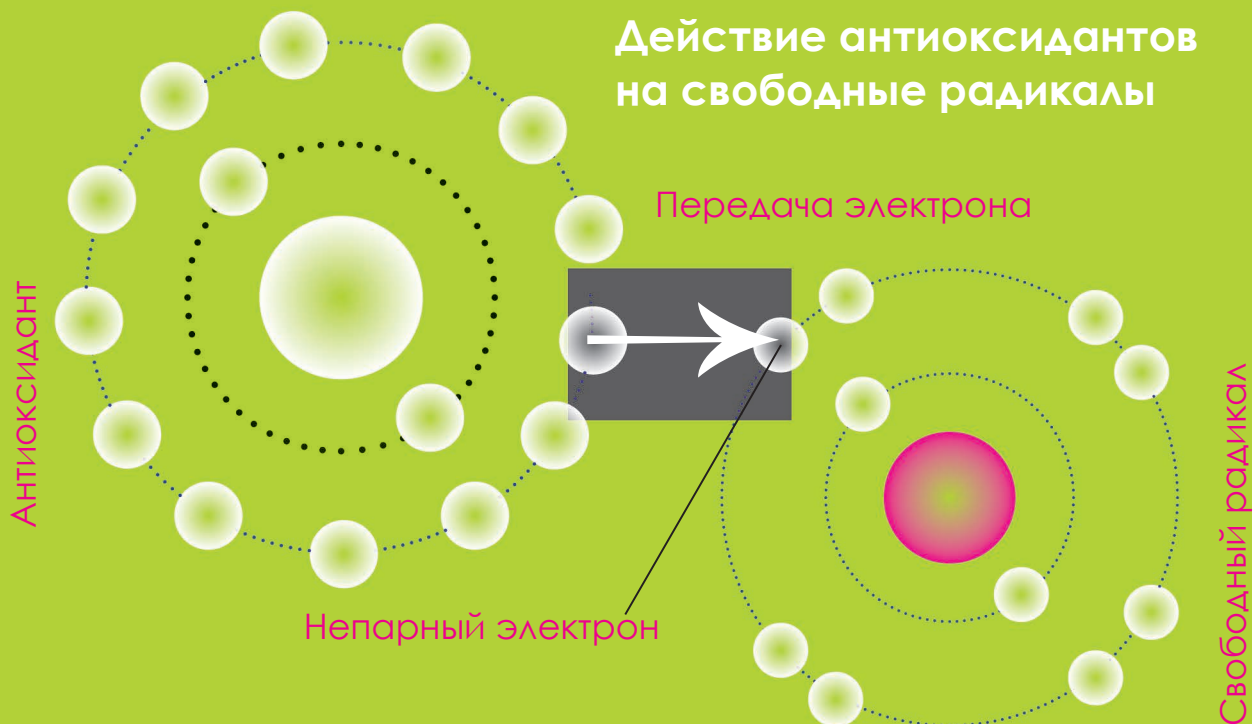 Действие антиоксидантов
на свободные радикалы
Передача электрона
Антиоксидант
Свободный радикал
Непарный электрон